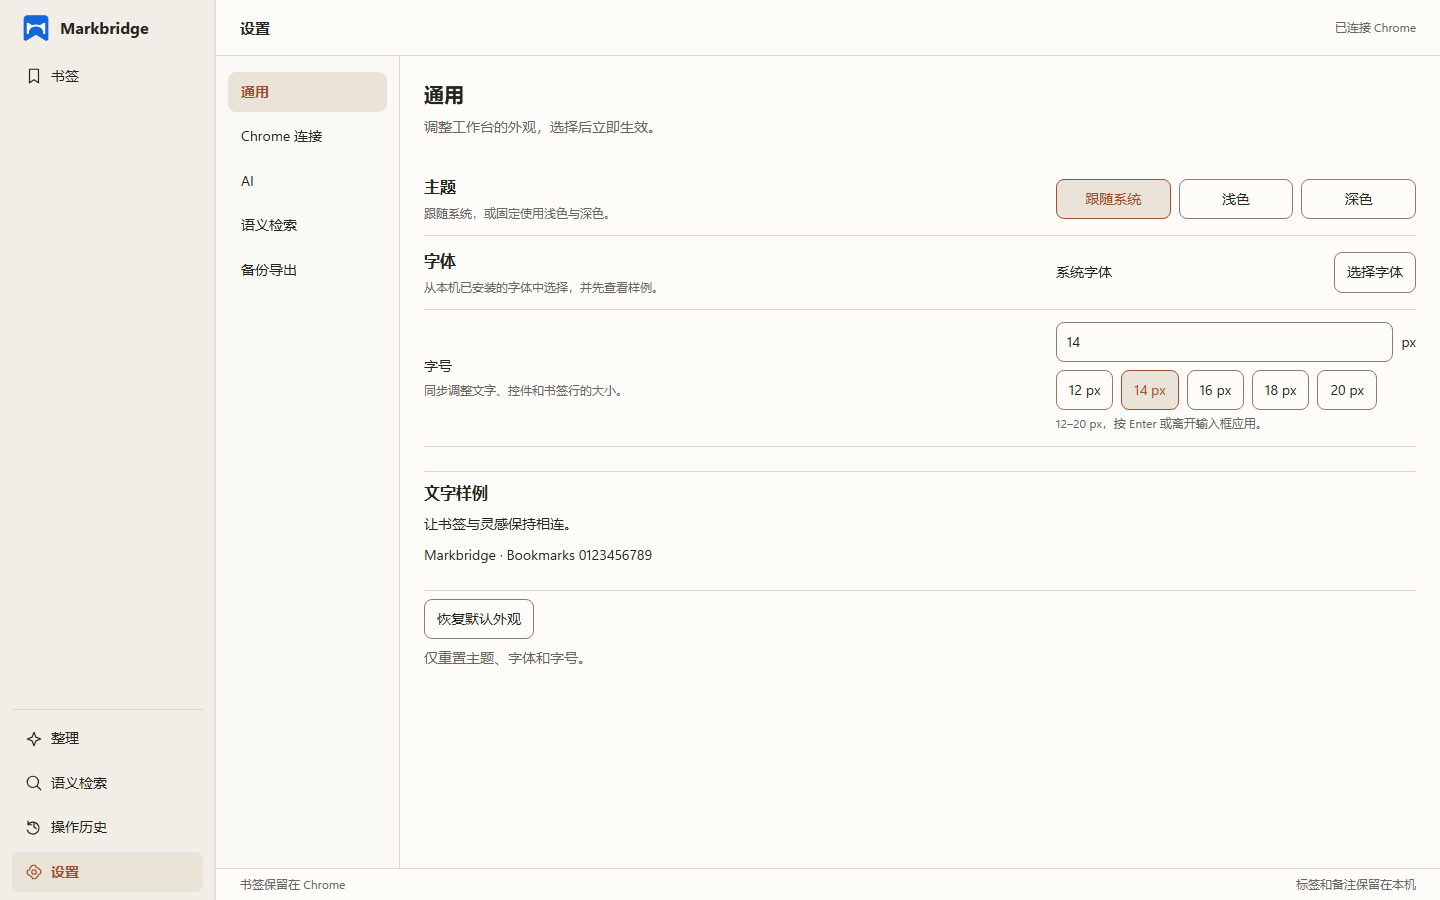 Markbridge
书签
整理
语义检索
操作历史
设置
设置
已连接 Chrome
通用
Chrome 连接
AI
语义检索
备份导出
通用
调整工作台的外观，选择后立即生效。
主题
跟随系统，或固定使用浅色与深色。
跟随系统
浅色
深色
字体
从本机已安装的字体中选择，并先查看样例。
系统字体
选择字体
字号
同步调整文字、控件和书签行的大小。
14
px
12 px
14 px
16 px
18 px
20 px
12–20 px，按 Enter 或离开输入框应用。
文字样例
让书签与灵感保持相连。
Markbridge · Bookmarks 0123456789
恢复默认外观
仅重置主题、字体和字号。
书签保留在 Chrome
标签和备注保留在本机